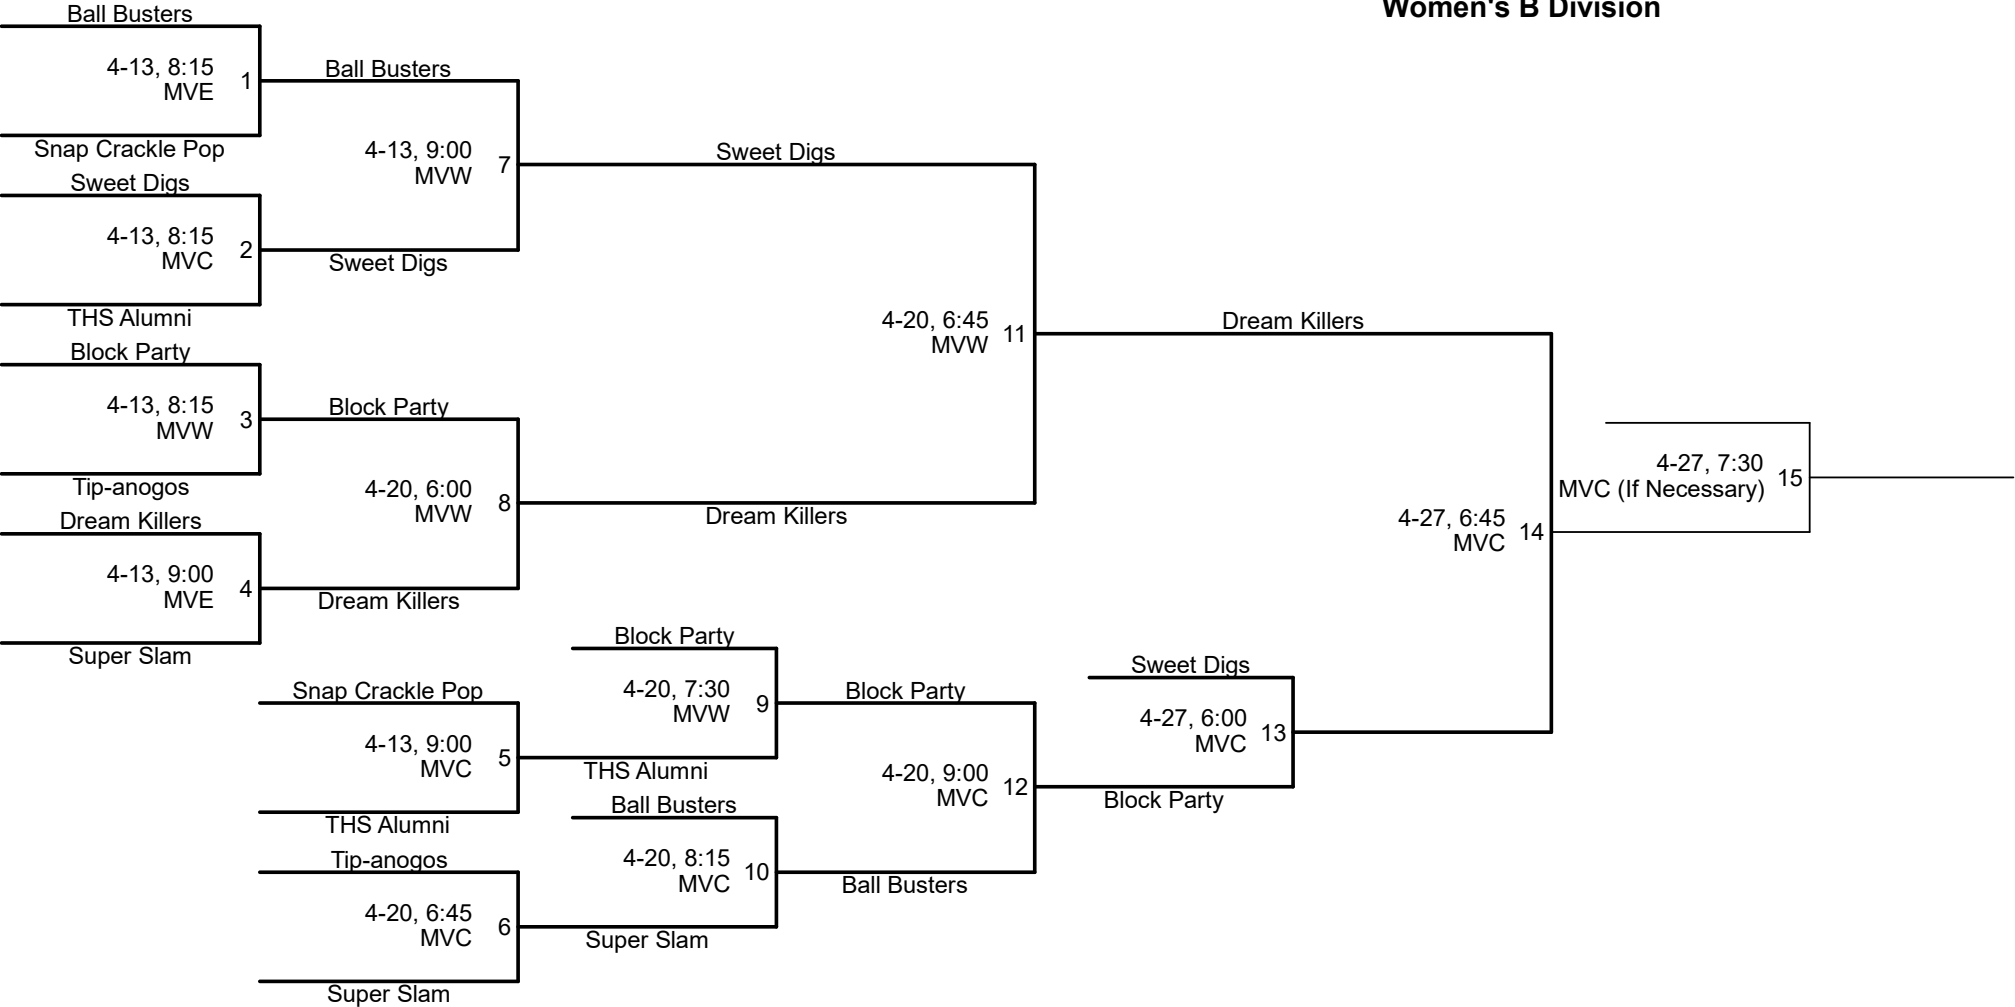 Women's B Division
Ball Busters
4-13, 8:15
MVE
1
Snap Crackle Pop
Sweet Digs
4-13, 8:15
MVC
2
THS Alumni
Block Party
4-13, 8:15
MVW
3
Tip-anogos
Dream Killers
4-13, 9:00
MVE
4
Super Slam
Ball Busters
4-13, 9:00
MVW
7
Sweet Digs
Block Party
4-20, 6:00
MVW
8
Dream Killers
Snap Crackle Pop
4-13, 9:00
MVC
5
THS Alumni
Tip-anogos
4-20, 6:45
MVC
6
Super Slam
Block Party
4-20, 7:30
MVW
9
THS Alumni
Ball Busters
4-20, 8:15
MVC
10
Super Slam
Sweet Digs
4-20, 6:45
MVW
11
Dream Killers
Block Party
4-20, 9:00
MVC
12
Ball Busters
Sweet Digs
4-27, 6:00
MVC
13
Block Party
Dream Killers
4-27, 6:45
MVC
14
4-27, 7:30
MVC (If Necessary)
15